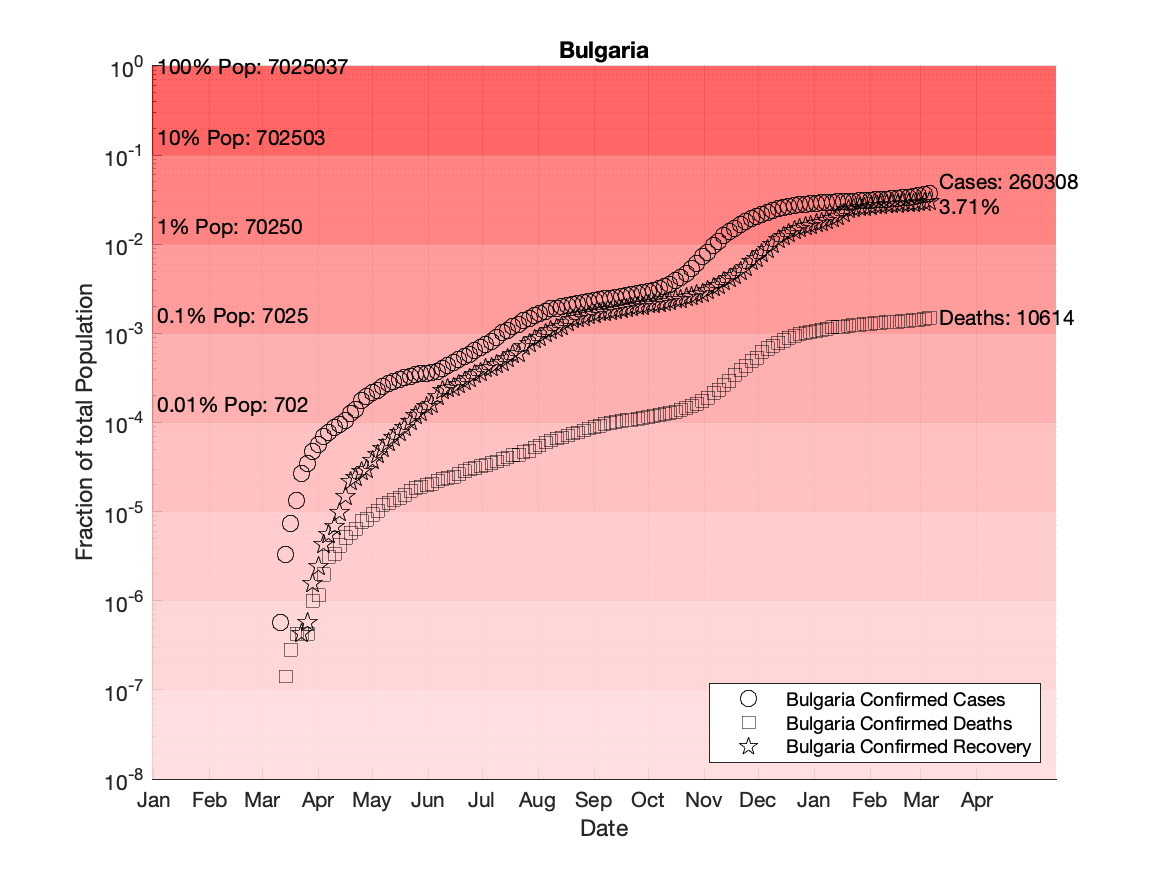 Bulgaria
10^0
100% Pop: 7025037
10% Pop: 702503
10^-1
Cases: 260308
3.71%
1% Pop: 70250
10^-2
0.1% Pop: 7025
Deaths: 10614
10^-3
0.01% Pop: 702
10^-4
10^-5
10^-6
10^-7
10^-8
Fraction of total Population
Bulgaria Confirmed Cases
Bulgaria Confirmed Deaths
Bulgaria Confirmed Recovery
Jan Feb Mar Apr May Jun Jul Aug Sep Oct Nov Dec Jan Feb Mar Apr
Date